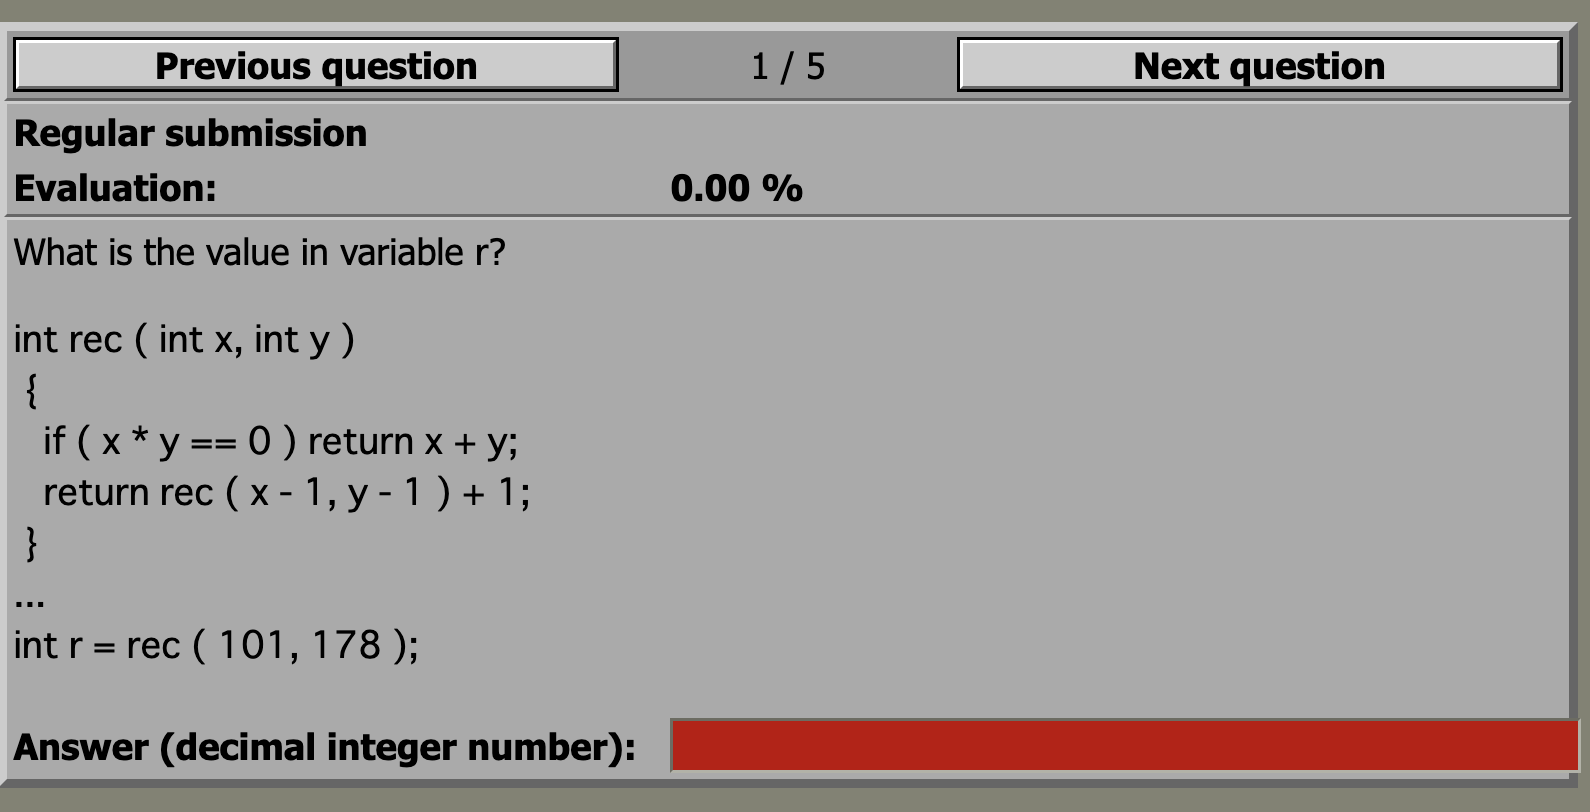 Previous question 1 / 5 Next question
Regular submission
Evaluation: 0.00 %
What is the value in variable r?
int rec ( int x, int y )
{
if ( x * y == 0 ) return x + y;
return rec ( x - 1, y - 1 ) + 1;
}
...
int r = rec ( 101, 178 );
Answer (decimal integer number):